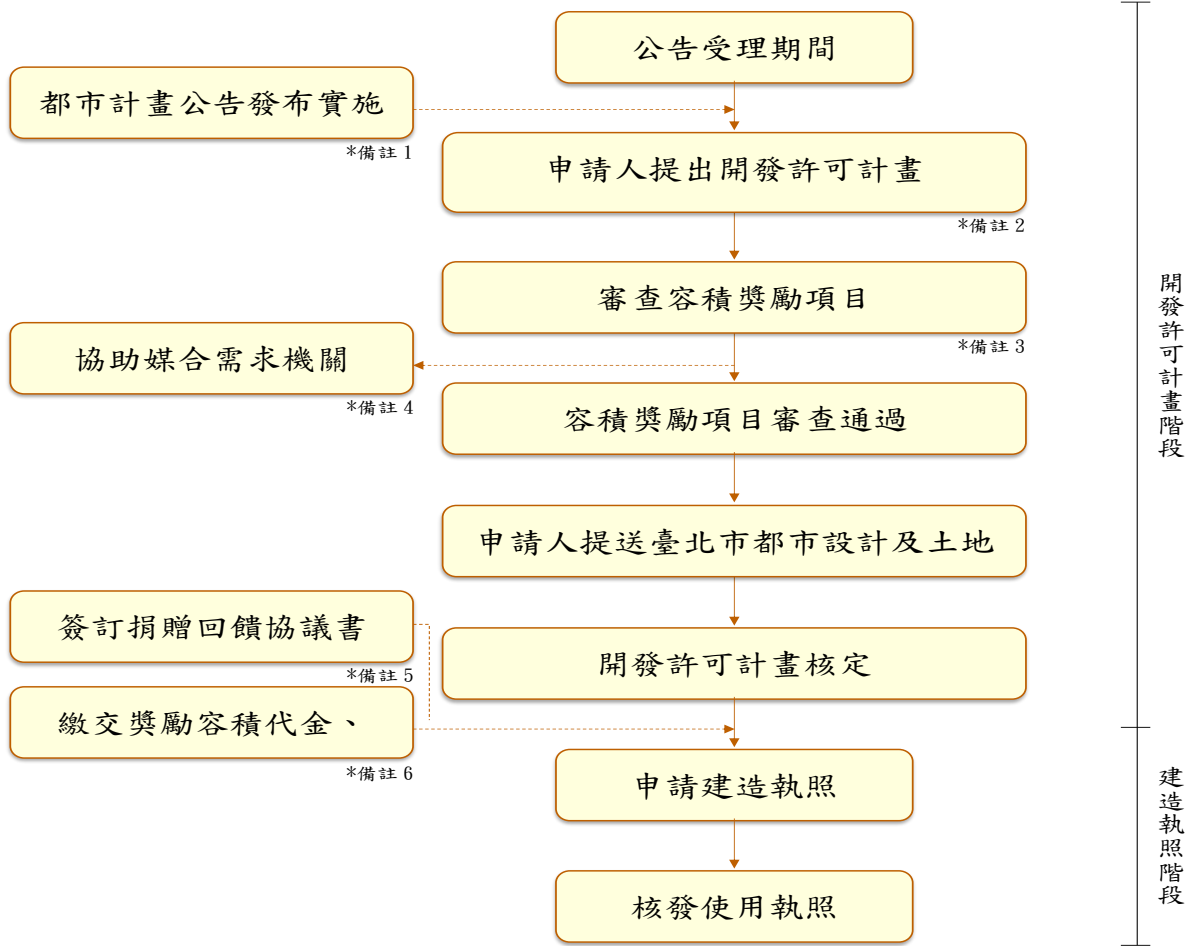 公告受理期間
都市計畫公告發布實施
*備註 1
申請人提出開發許可計畫
*備註 2
審查容積獎勵項目
*備註 3
協助媒合需求機關
*備註 4
容積獎勵項目審查通過
申請人提送臺北市都市設計及土地
簽訂捐贈回饋協議書
*備註 5
開發許可計畫核定
繳交獎勵容積代金、
*備註 6
申請建造執照
核發使用執照
開發許可計畫階段
建造執照階段